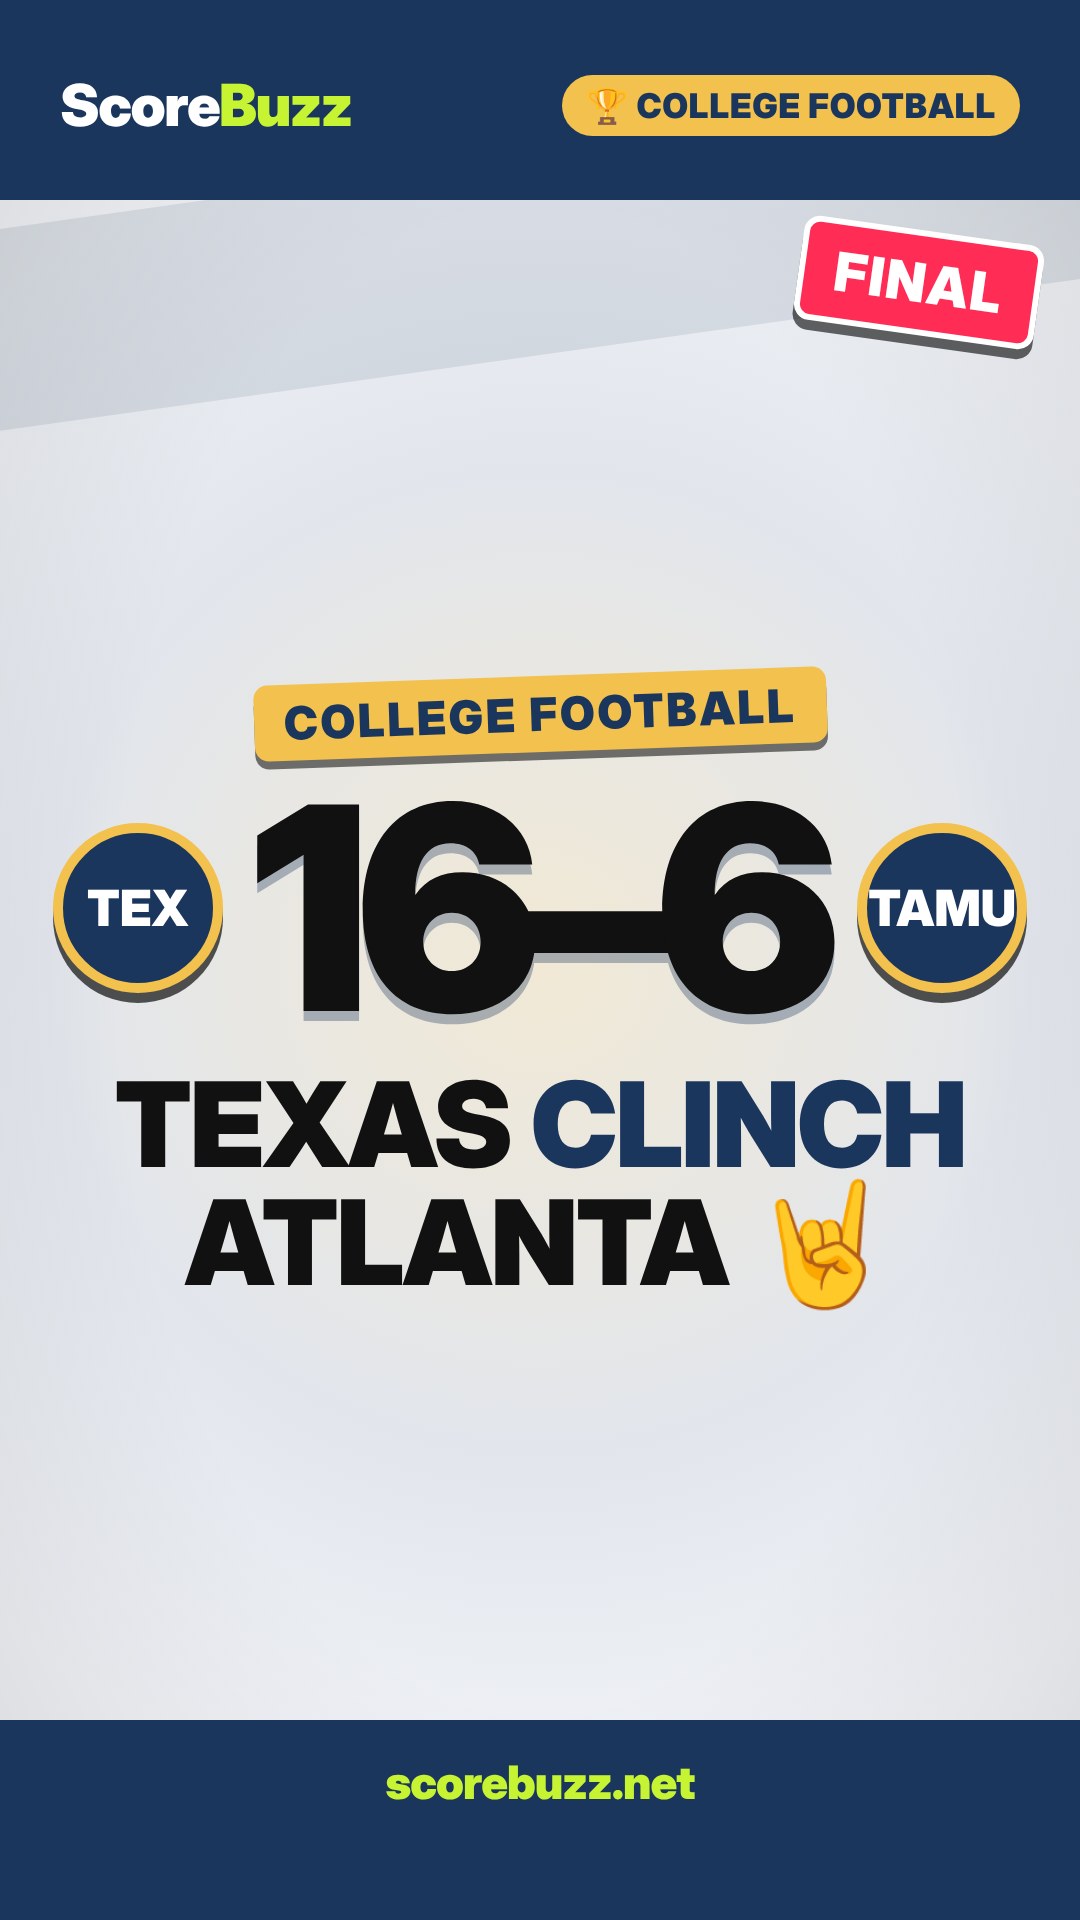 ScoreBuzz
🏆 COLLEGE FOOTBALL
FINAL
COLLEGE FOOTBALL
TEX
16–6
TAMU
TEXAS CLINCH
ATLANTA 🤘
scorebuzz.net